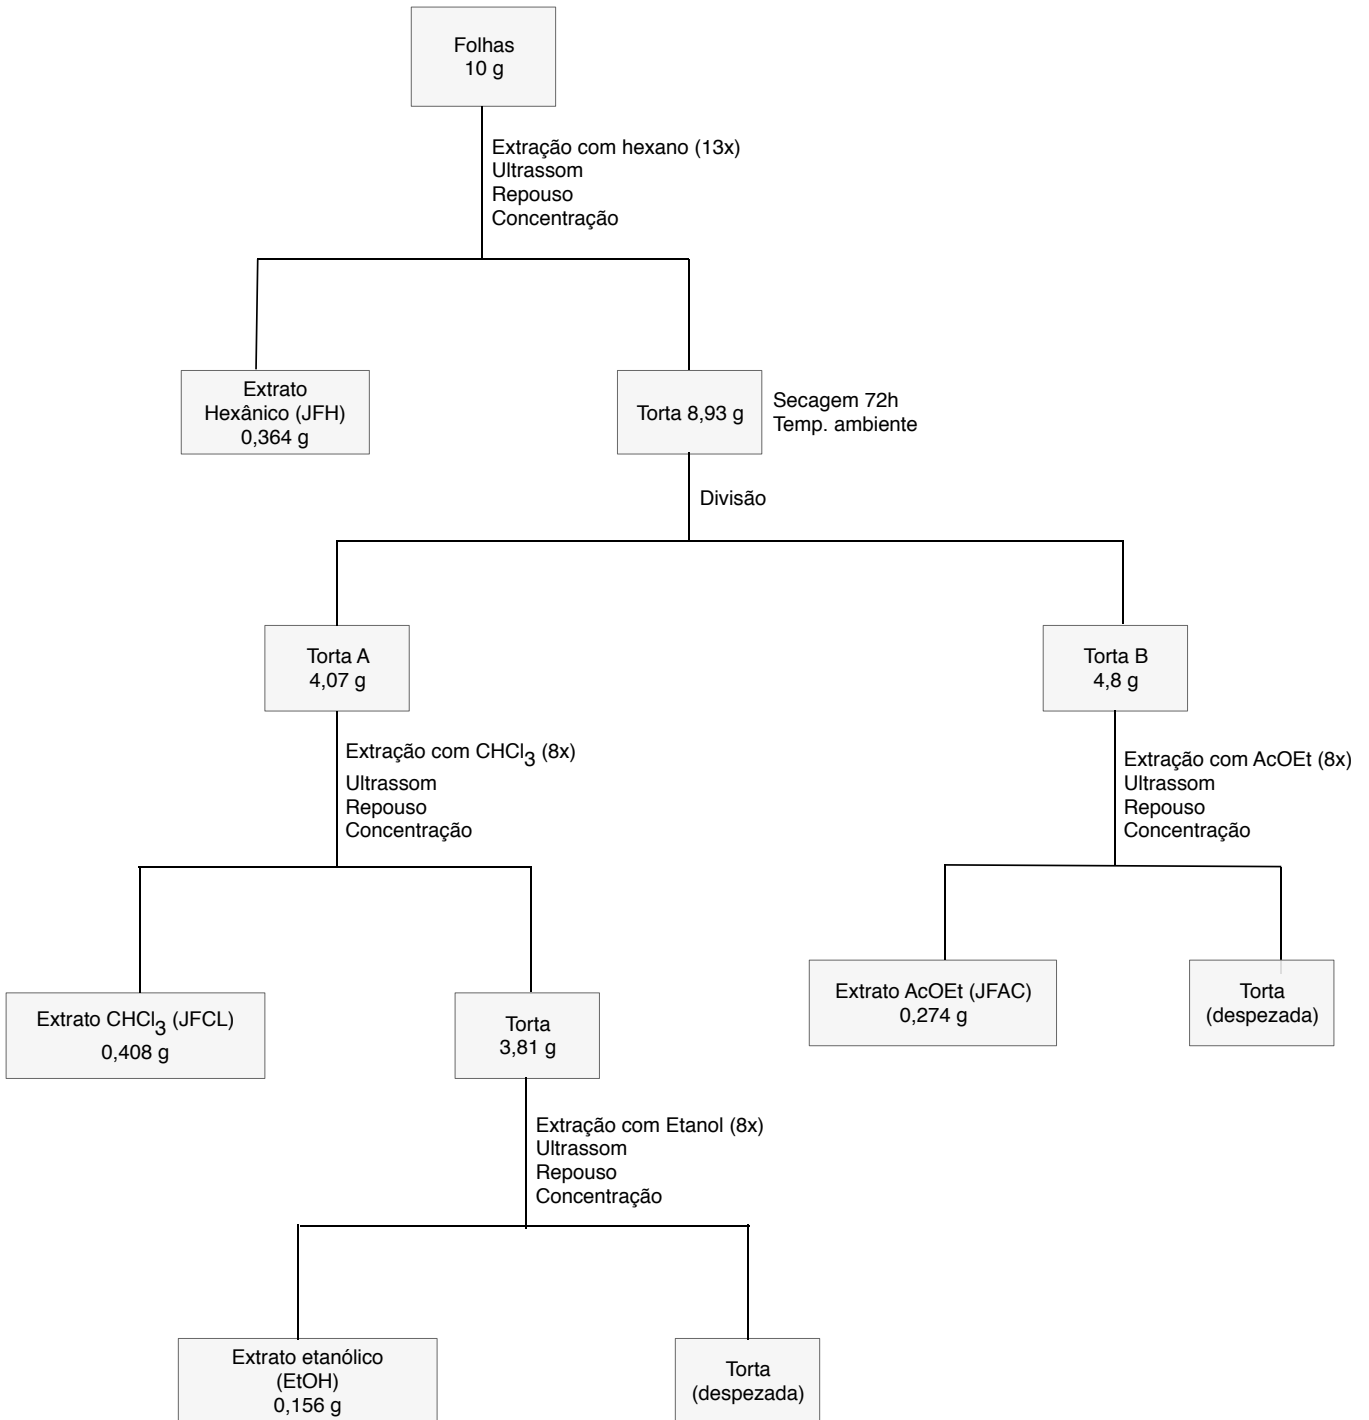 Folhas
10 g
Extração com hexano (13x)
Ultrassom
Repouso
Concentração
Extrato
Hexânico (JFH)
0,364 g
Torta 8,93 g
Secagem 72h
Temp. ambiente
Divisão
Torta A
4,07 g
Torta B
4,8 g
Extração com CHCl3 (8x)
Ultrassom
Repouso
Concentração
Extração com AcOEt (8x)
Ultrassom
Repouso
Concentração
Extrato CHCl3 (JFCL)
0,408 g
Torta
3,81 g
Extrato AcOEt (JFAC)
0,274 g
Torta
(despezada)
Extração com Etanol (8x)
Ultrassom
Repouso
Concentração
Extrato etanólico
(EtOH)
0,156 g
Torta
(despezada)